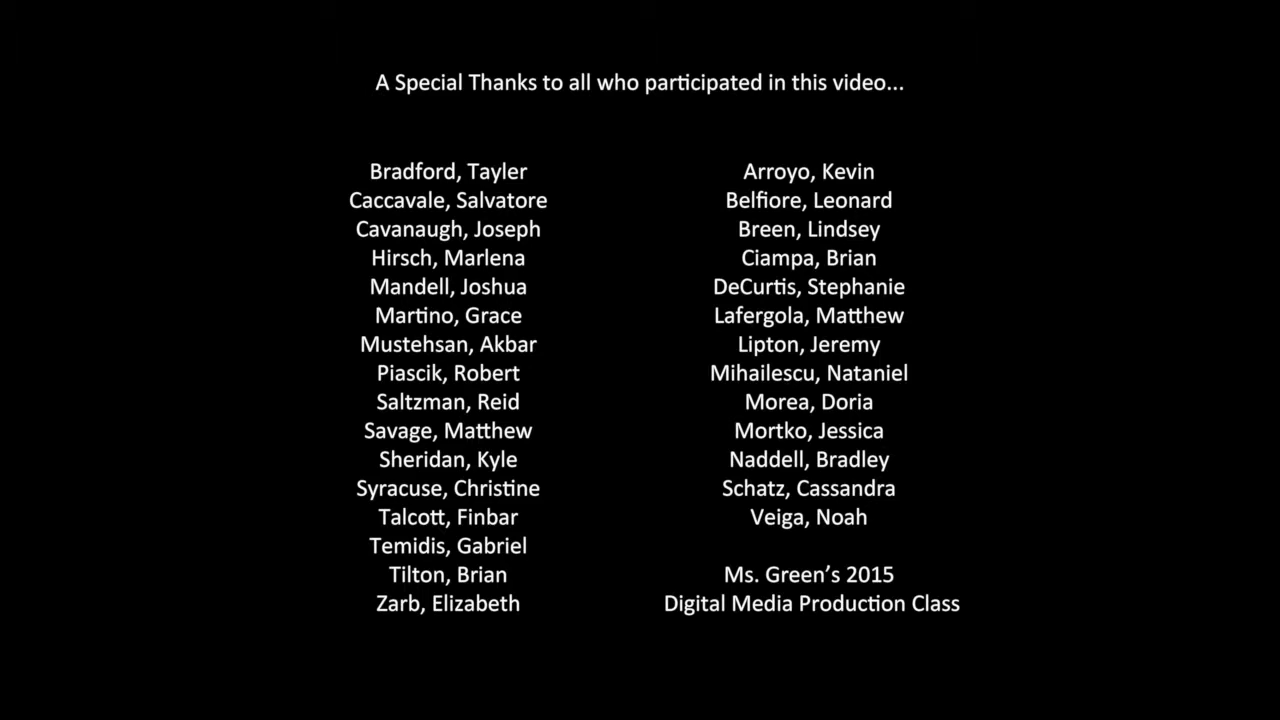 A Special Thanks to all who participated in this video...
Bradford, Tayler
Caccavale, Salvatore
Cavanaugh, Joseph
Hirsch, Marlena
Mandell, Joshua
Martino, Grace
Mustehsan, Akbar
Piascik, Robert
Saltzman, Reid
Savage, Matthew
Sheridan, Kyle
Syracuse, Christine
Talcott, Finbar
Temidis, Gabriel
Tilton, Brian
Zarb, Elizabeth
Arroyo, Kevin
Belfiore, Leonard
Breen, Lindsey
Ciampa, Brian
DeCurtis, Stephanie
Lafergola, Matthew
Lipton, Jeremy
Mihailescu, Nataniel
Morea, Doria
Mortko, Jessica
Naddell, Bradley
Schatz, Cassandra
Veiga, Noah
Ms. Green’s 2015
Digital Media Production Class